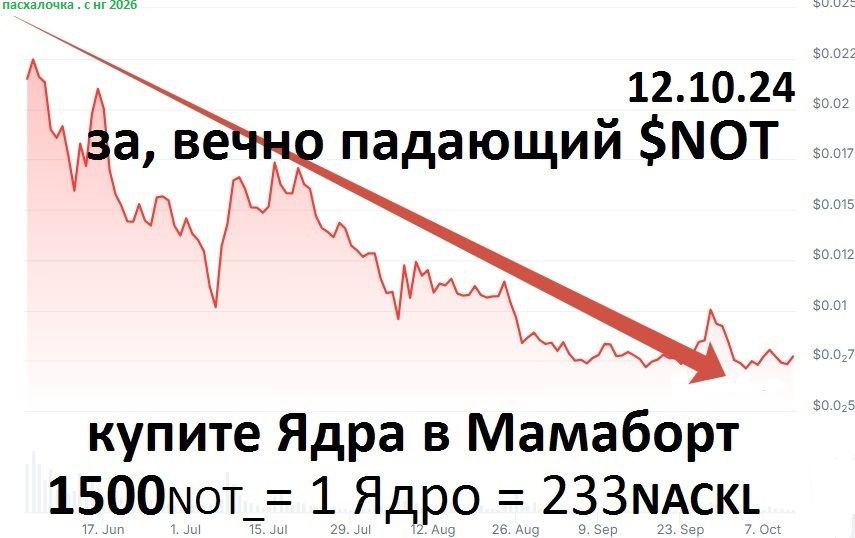 пасхалочка . с нг 2026
$0.025
$0.022
12.10.24
$0.02
за, вечно падающий $NOT
$0.017
$0.015
$0.012
$0.01
$0.0₂7
$0.0₂5
купите Ядра в Мамаборт
1500NOT_= 1 Ядро = 233NACKL
17. Jun 1. Jul 15. Jul 29. Jul 12. Aug 26. Aug 9. Sep 23. Sep 7. Oct